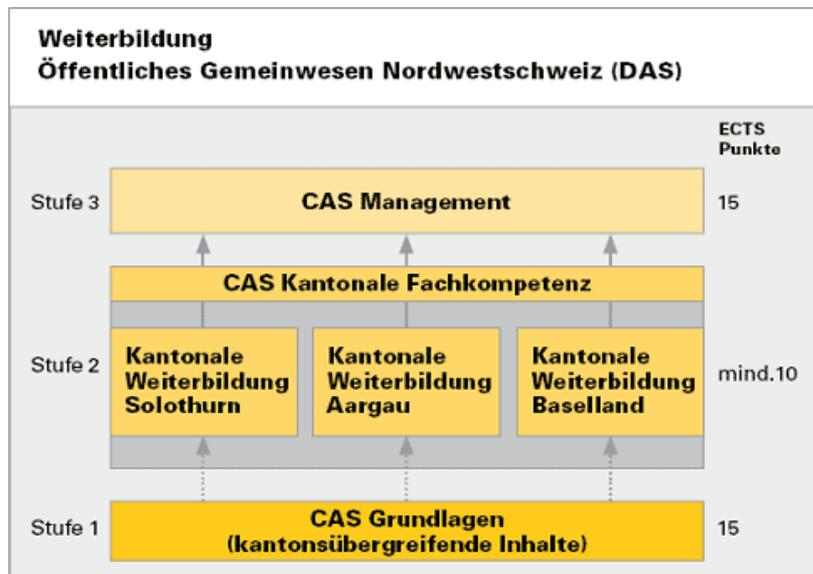 Weiterbildung
Öffentliches Gemeinwesen Nordwestschweiz (DAS)
ECTS
Punkte
Stufe 3
CAS Management
15
CAS Kantonale Fachkompetenz
Stufe 2
Kantonale
Weiterbildung
Solothurn
Kantonale
Weiterbildung
Aargau
Kantonale
Weiterbildung
Baselland
mind.10
Stufe 1
CAS Grundlagen
(kantonsübergreifende Inhalte)
15